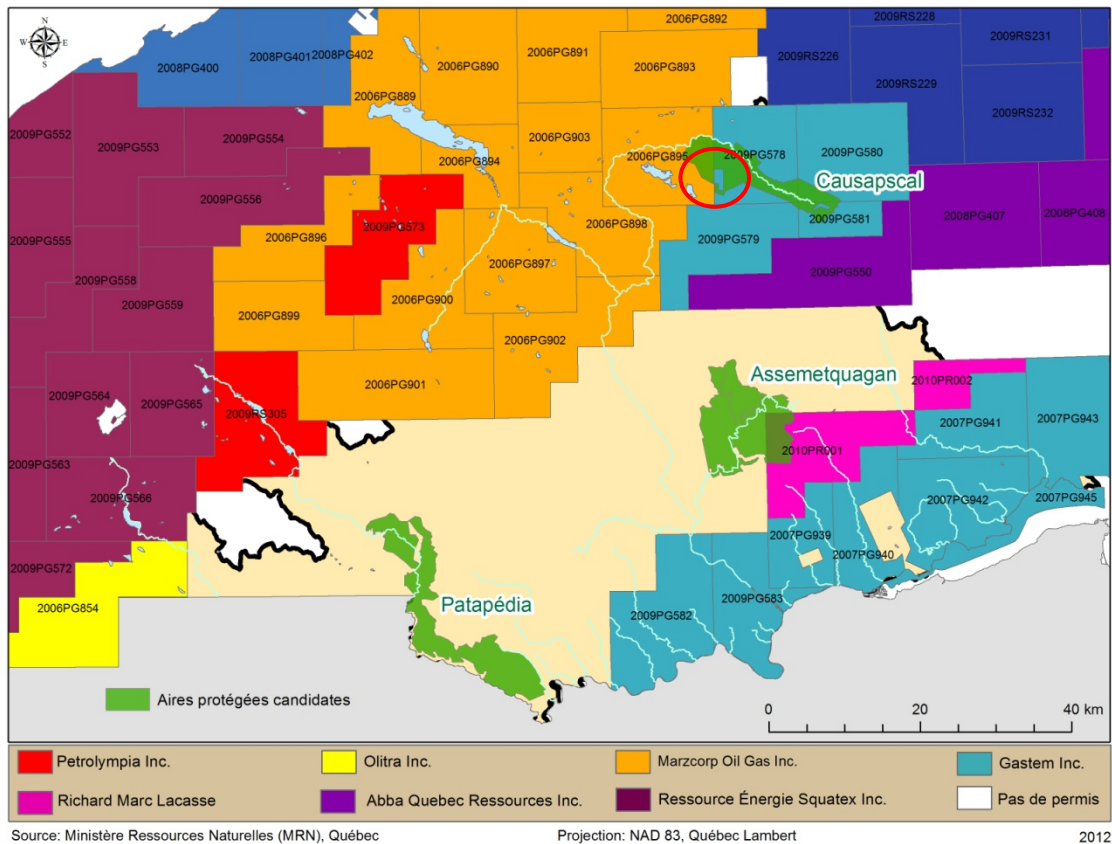 N
W
E
S
2008PG400
2008PG401
2008PG402
2006PG889
2006PG890
2006PG891
2006PG892
2006PG893
2009RS226
2009RS228
2009RS229
2009RS231
2009RS232
2009PG552
2009PG553
2009PG554
2009PG556
2009PG555
2009PG558
2009PG559
2006PG894
2006PG903
2006PG895
2009PG578
2009PG580
Causapscal
2009PG581
2008PG407
2008PG408
2009PG573
2006PG896
2006PG897
2006PG898
2009PG579
2009PG550
2006PG899
2006PG900
2006PG902
2006PG901
2009PG564
2009PG565
2009RS305
2009PG563
2009PG566
2009PG572
2006PG854
Assemetquagan
2010PR002
2010PR001
2007PG941
2007PG943
2007PG942
2007PG945
2007PG939
2007PG940
2009PG582
2009PG583
Patapédia
Aires protégées candidates
0 20 40 km
Petrolympia Inc.
Olitra Inc.
Marzcorp Oil Gas Inc.
Gastem Inc.
Richard Marc Lacasse
Abba Quebec Ressources Inc.
Ressource Énergie Squatex Inc.
Pas de permis
Source: Ministère Ressources Naturelles (MRN), Québec
Projection: NAD 83, Québec Lambert
2012